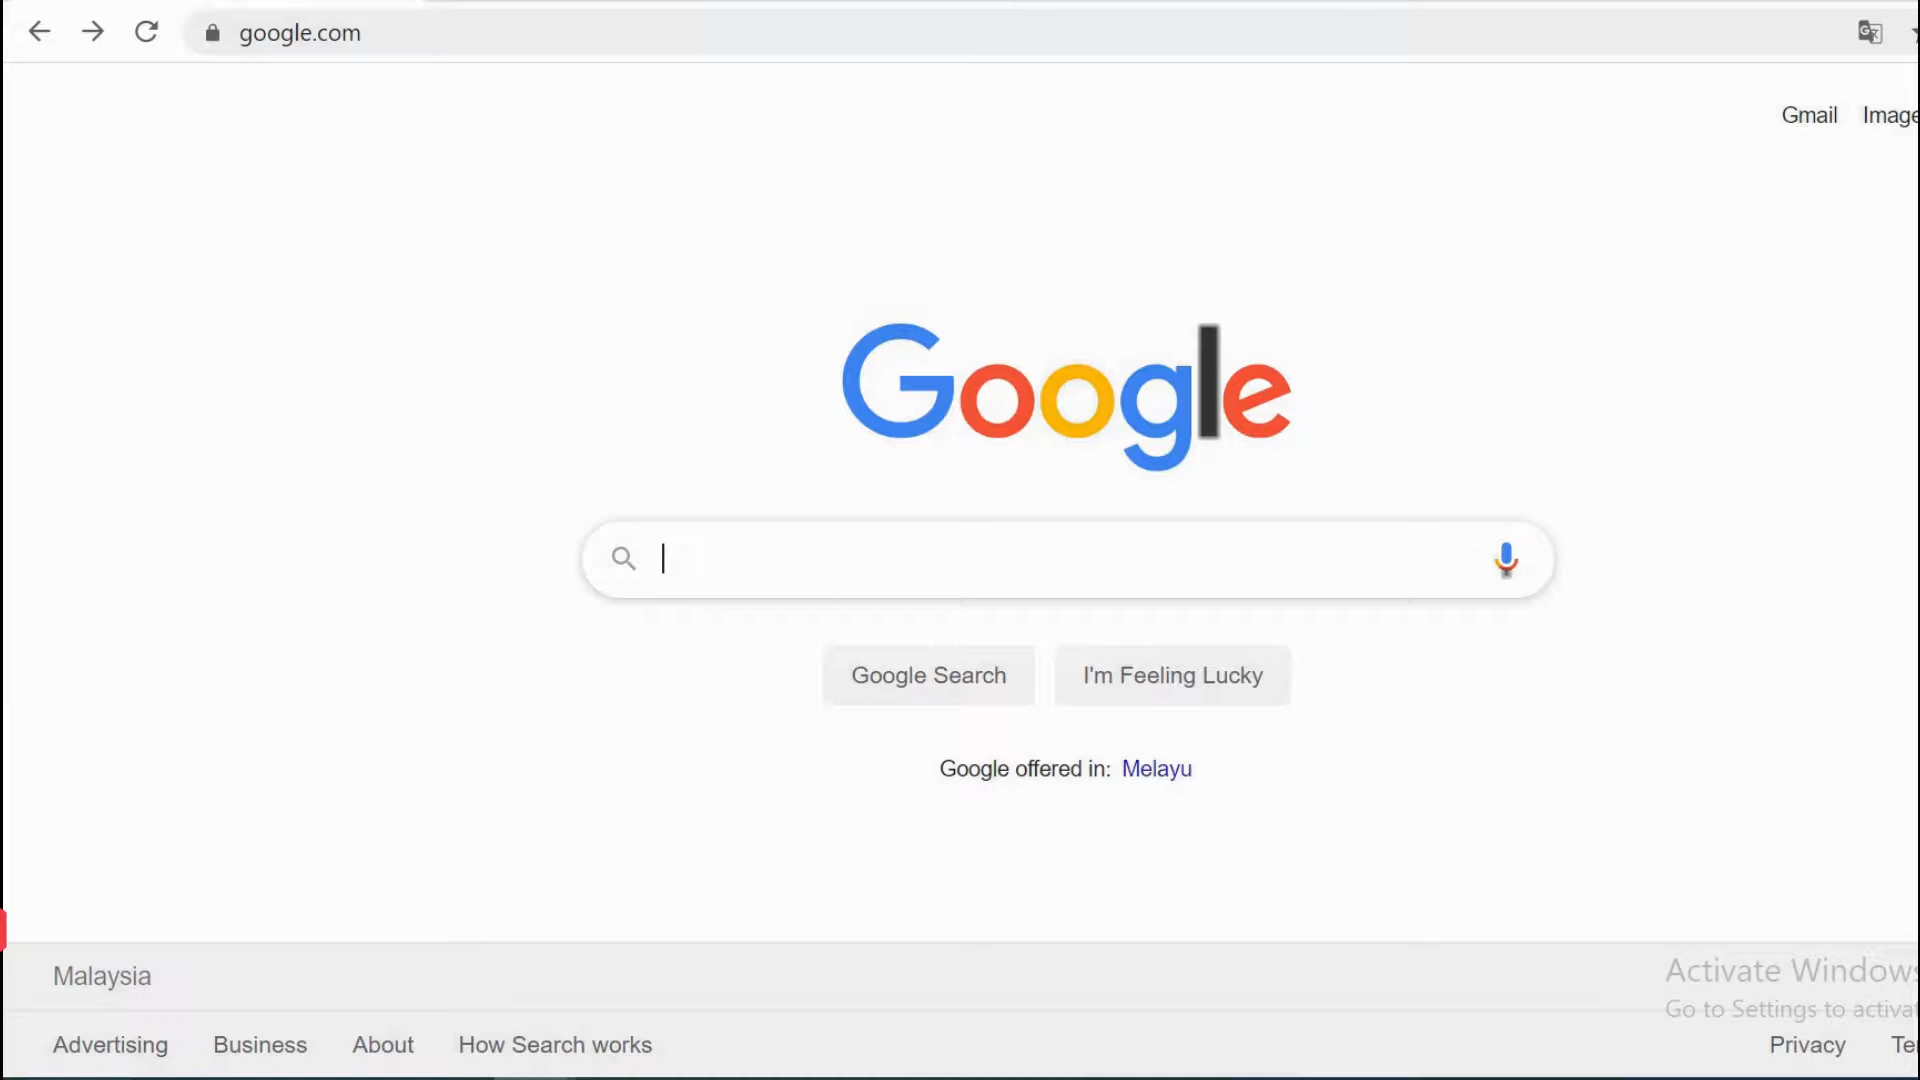 google.com
Gmail Image
Google
Google Search I'm Feeling Lucky
Google offered in: Melayu
Malaysia
Activate Windows
Go to Settings to activat
Advertising Business About How Search works Privacy Te